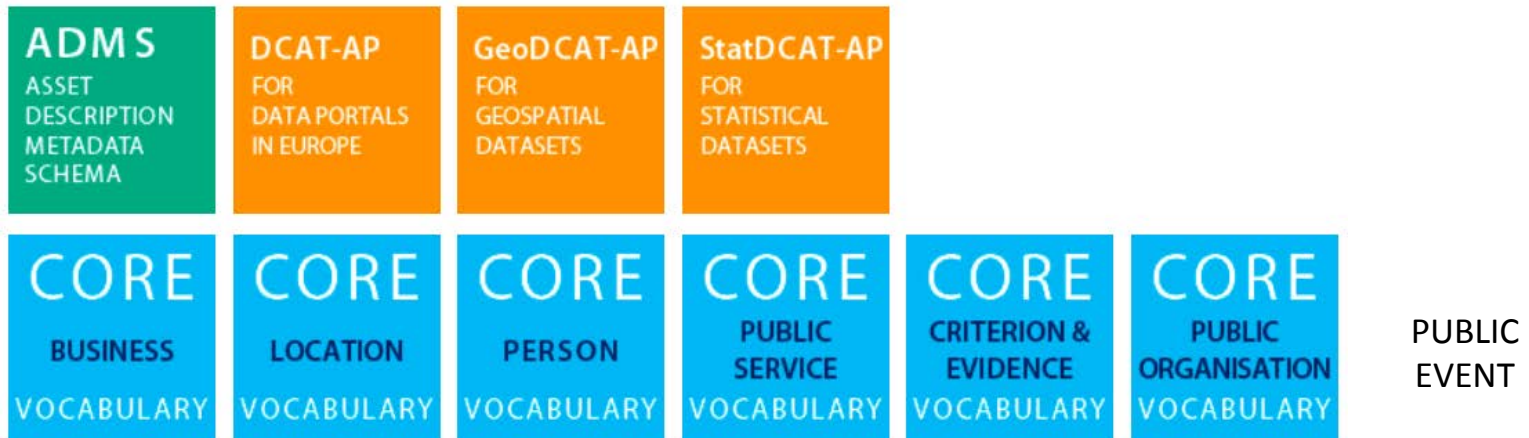 ADMS
ASSET
DESCRIPTION
METADATA
SCHEMA
DCAT-AP
FOR
DATA PORTALS
IN EUROPE
GeoDCAT-AP
FOR
GEOSPATIAL
DATASETS
StatDCAT-AP
FOR
STATISTICAL
DATASETS
CORE
BUSINESS
VOCABULARY
CORE
LOCATION
VOCABULARY
CORE
PERSON
VOCABULARY
CORE
PUBLIC
SERVICE
VOCABULARY
CORE
CRITERION &
EVIDENCE
VOCABULARY
CORE
PUBLIC
ORGANISATION
VOCABULARY
PUBLIC
EVENT